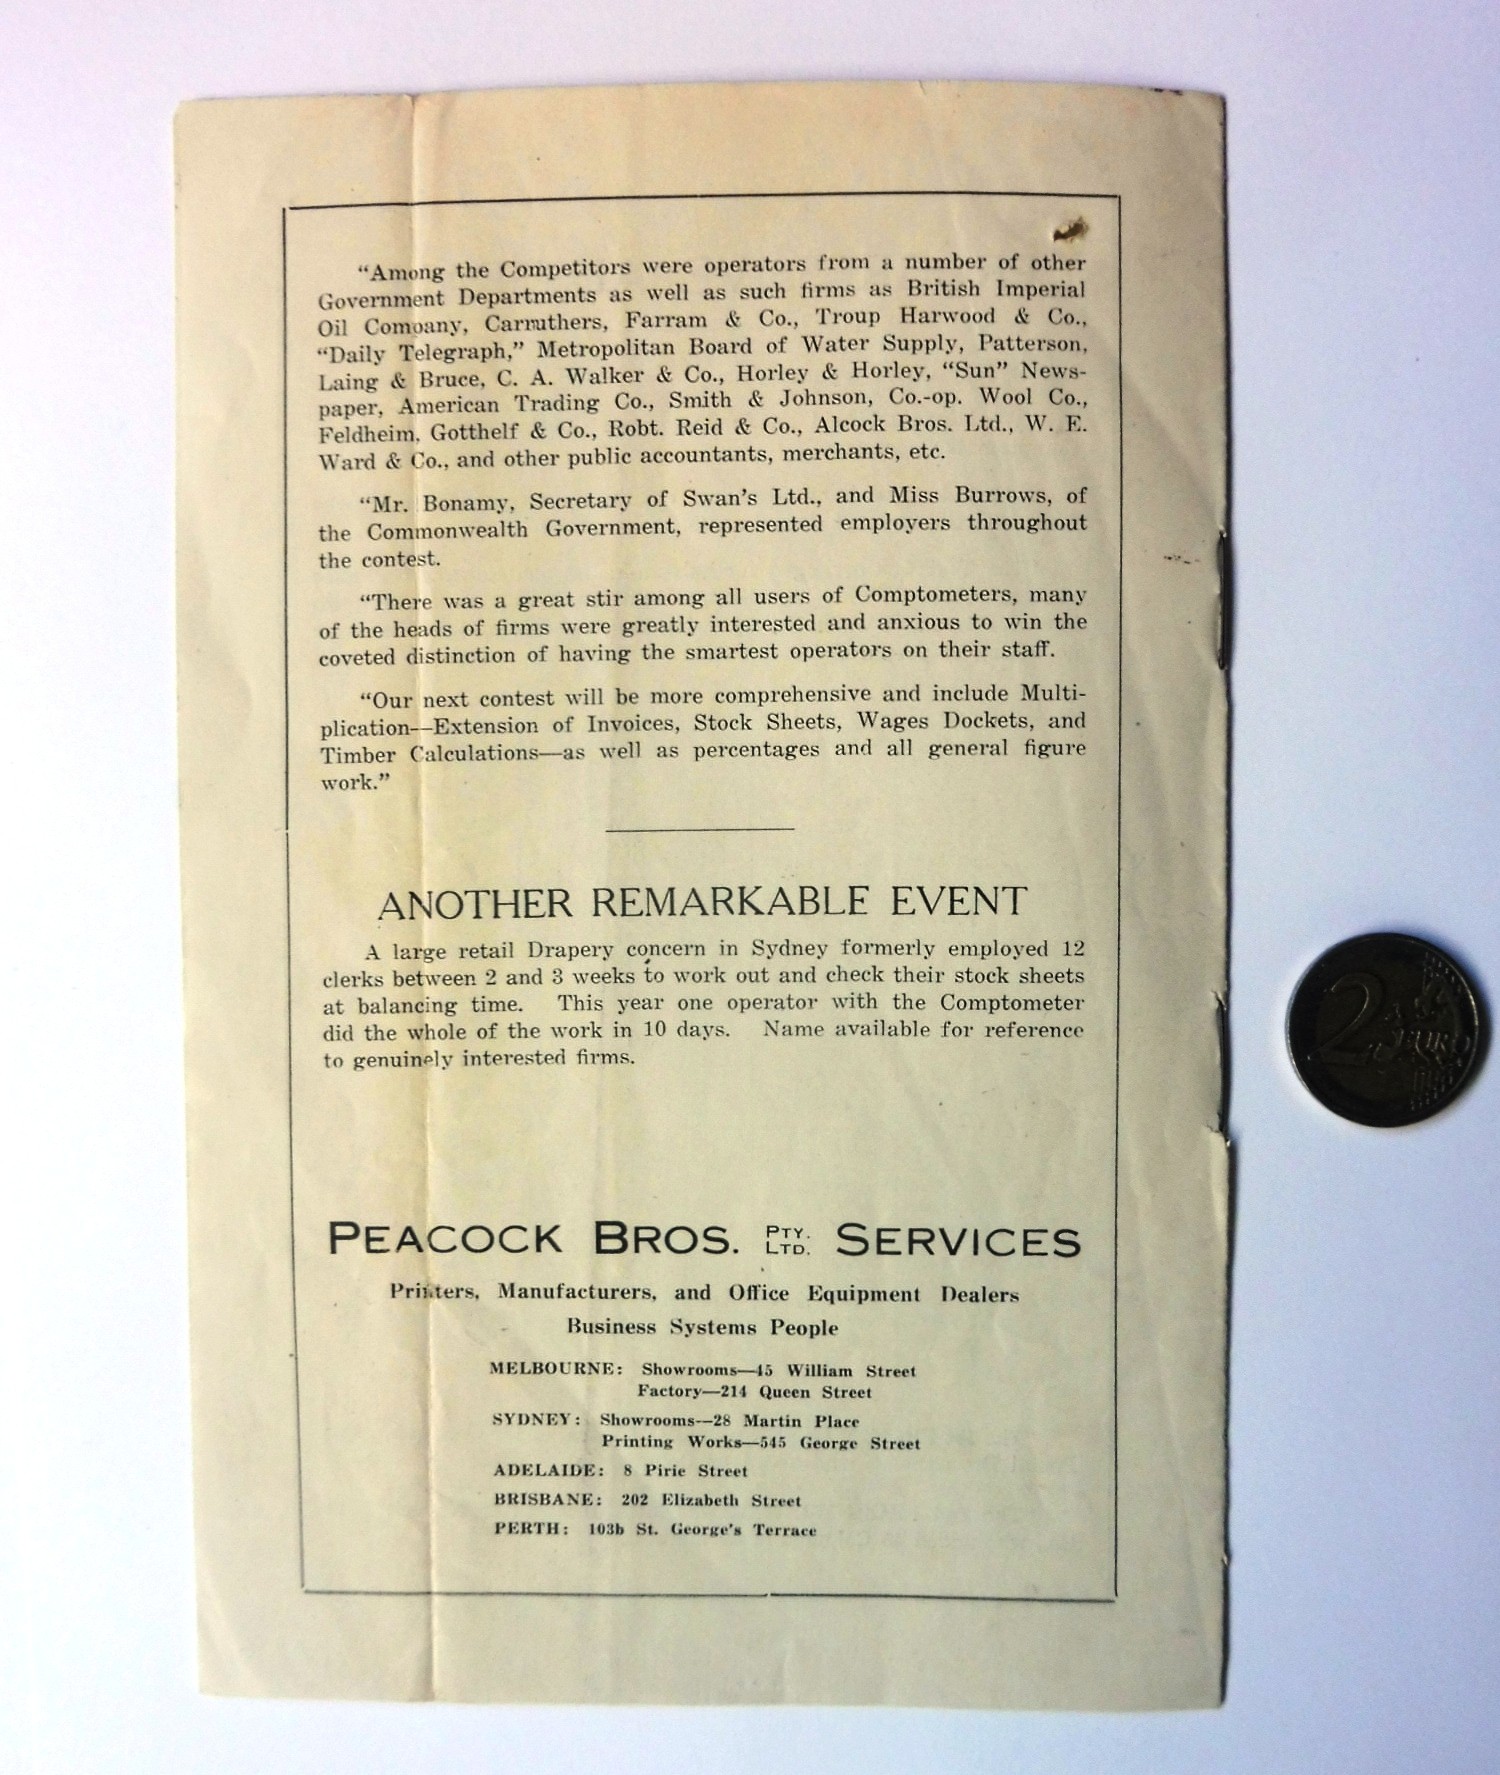 “Among the Competitors were operators from a number of other
Government Departments as well as such firms as British Imperial
Oil Company, Carruthers, Farram & Co., Troup Harwood & Co.,
“Daily Telegraph,” Metropolitan Board of Water Supply, Patterson,
Laing & Bruce, C. A. Walker & Co., Horley & Horley, “Sun” News-
paper, American Trading Co., Smith & Johnson, Co.-op. Wool Co.,
Feldheim, Gotthelf & Co., Robt. Reid & Co., Alcock Bros. Ltd., W. E.
Ward & Co., and other public accountants, merchants, etc.
“Mr. Bonamy, Secretary of Swan’s Ltd., and Miss Burrows, of
the Commonwealth Government, represented employers throughout
the contest.
“There was a great stir among all users of Comptometers, many
of the heads of firms were greatly interested and anxious to win the
coveted distinction of having the smartest operators on their staff.
“Our next contest will be more comprehensive and include Multi-
plication—Extension of Invoices, Stock Sheets, Wages Dockets, and
Timber Calculations—as well as percentages and all general figure
work.”
ANOTHER REMARKABLE EVENT
A large retail Drapery concern in Sydney formerly employed 12
clerks between 2 and 3 weeks to work out and check their stock sheets
at balancing time. This year one operator with the Comptometer
did the whole of the work in 10 days. Name available for reference
to genuinely interested firms.
PEACOCK BROS. PTY. LTD. SERVICES
Printers, Manufacturers, and Office Equipment Dealers
Business Systems People
MELBOURNE: Showrooms—45 William Street
Factory—214 Queen Street
SYDNEY: Showrooms—28 Martin Place
Printing Works—545 George Street
ADELAIDE: 8 Pirie Street
BRISBANE: 202 Elizabeth Street
PERTH: 103b St. George’s Terrace
2 EURO